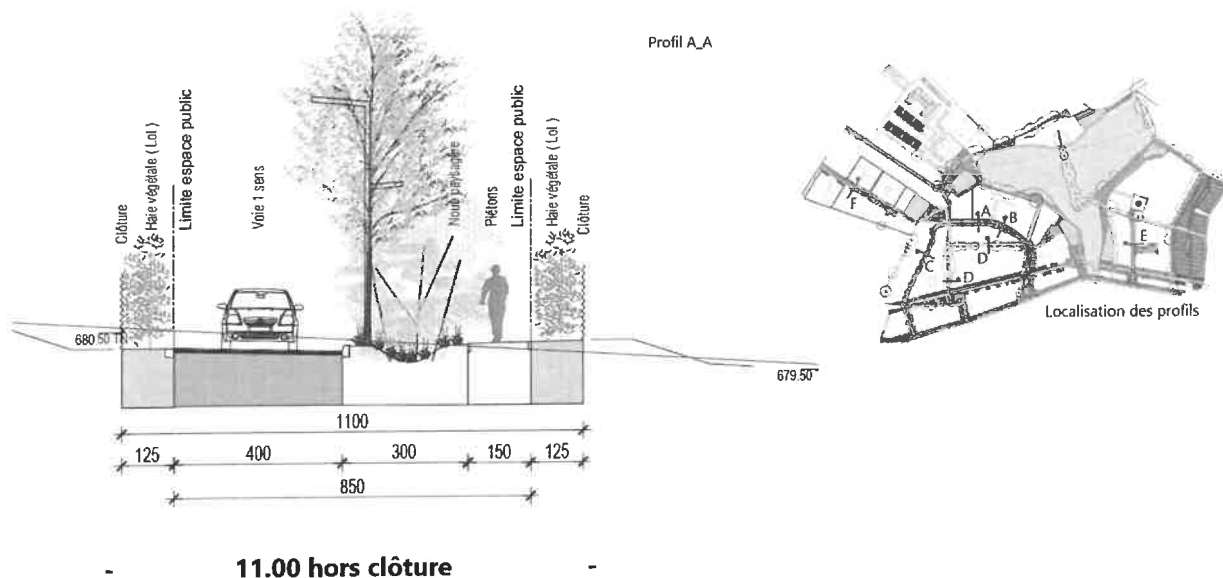 Profil A_A
Clôture
Haie végétale ( Lot )
Limite espace public
Voie 1 sens
Noue paysagère
Piétons
Limite espace public
Haie végétale ( Lot )
Clôture
680.50 TN
679.50
1100
125 400 300 150 125
850
11.00 hors clôture
F
A
B
C
D
D
E
Localisation des profils